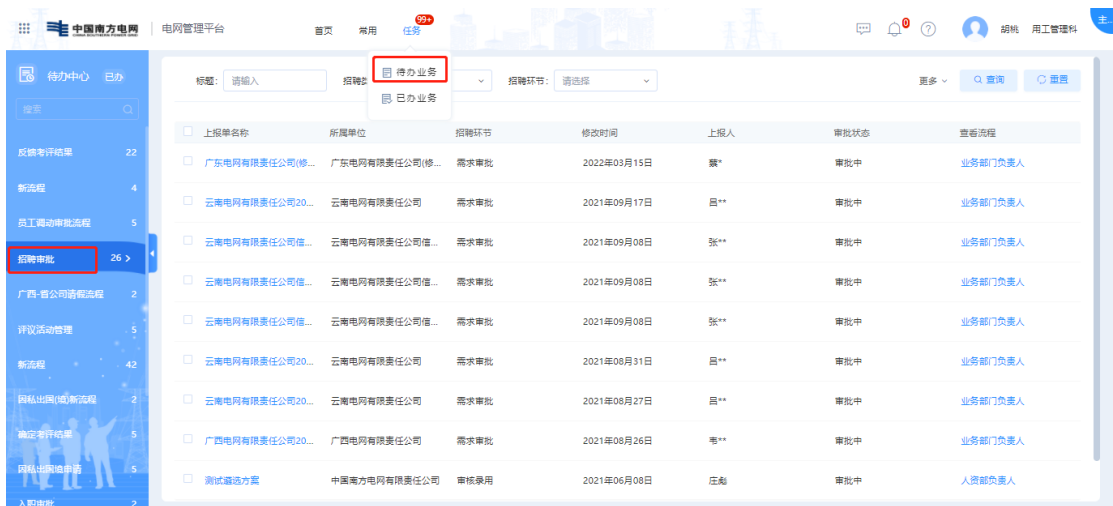 中国南方电网 电网管理平台 首页 常用 任务 99+ 0 胡桃 用工管理科 主...
CHINA SOUTHERN POWER GRID
待办中心 已办
搜索
反馈考评结果 22
新流程 4
员工调动审批流程 5
招聘审批 26 >
广西-省公司请假流程 2
评议活动管理 5
新流程 42
因私出国(境)新流程 2
确定考评结果 5
因私出国境申请 5
入职审批 2
待办业务
已办业务
标题: 请输入 招聘 招聘环节: 请选择 更多 查询 重置
上报单名称 所属单位 招聘环节 修改时间 上报人 审批状态 查看流程
广东电网有限责任公司(修... 广东电网有限责任公司(修... 需求审批 2022年03月15日 蔡* 审批中 业务部门负责人
云南电网有限责任公司20... 云南电网有限责任公司 需求审批 2021年09月17日 吕** 审批中 业务部门负责人
云南电网有限责任公司信... 云南电网有限责任公司信... 需求审批 2021年09月08日 张** 审批中 业务部门负责人
云南电网有限责任公司信... 云南电网有限责任公司信... 需求审批 2021年09月08日 张** 审批中 业务部门负责人
云南电网有限责任公司信... 云南电网有限责任公司信... 需求审批 2021年09月08日 张** 审批中 业务部门负责人
云南电网有限责任公司20... 云南电网有限责任公司 需求审批 2021年08月31日 吕** 审批中 业务部门负责人
云南电网有限责任公司20... 云南电网有限责任公司 需求审批 2021年08月27日 吕** 审批中 业务部门负责人
广西电网有限责任公司20... 广西电网有限责任公司 需求审批 2021年08月26日 韦** 审批中 业务部门负责人
测试遴选方案 中国南方电网有限责任公司 审核录用 2021年06月08日 庄彪 审批中 人资部负责人